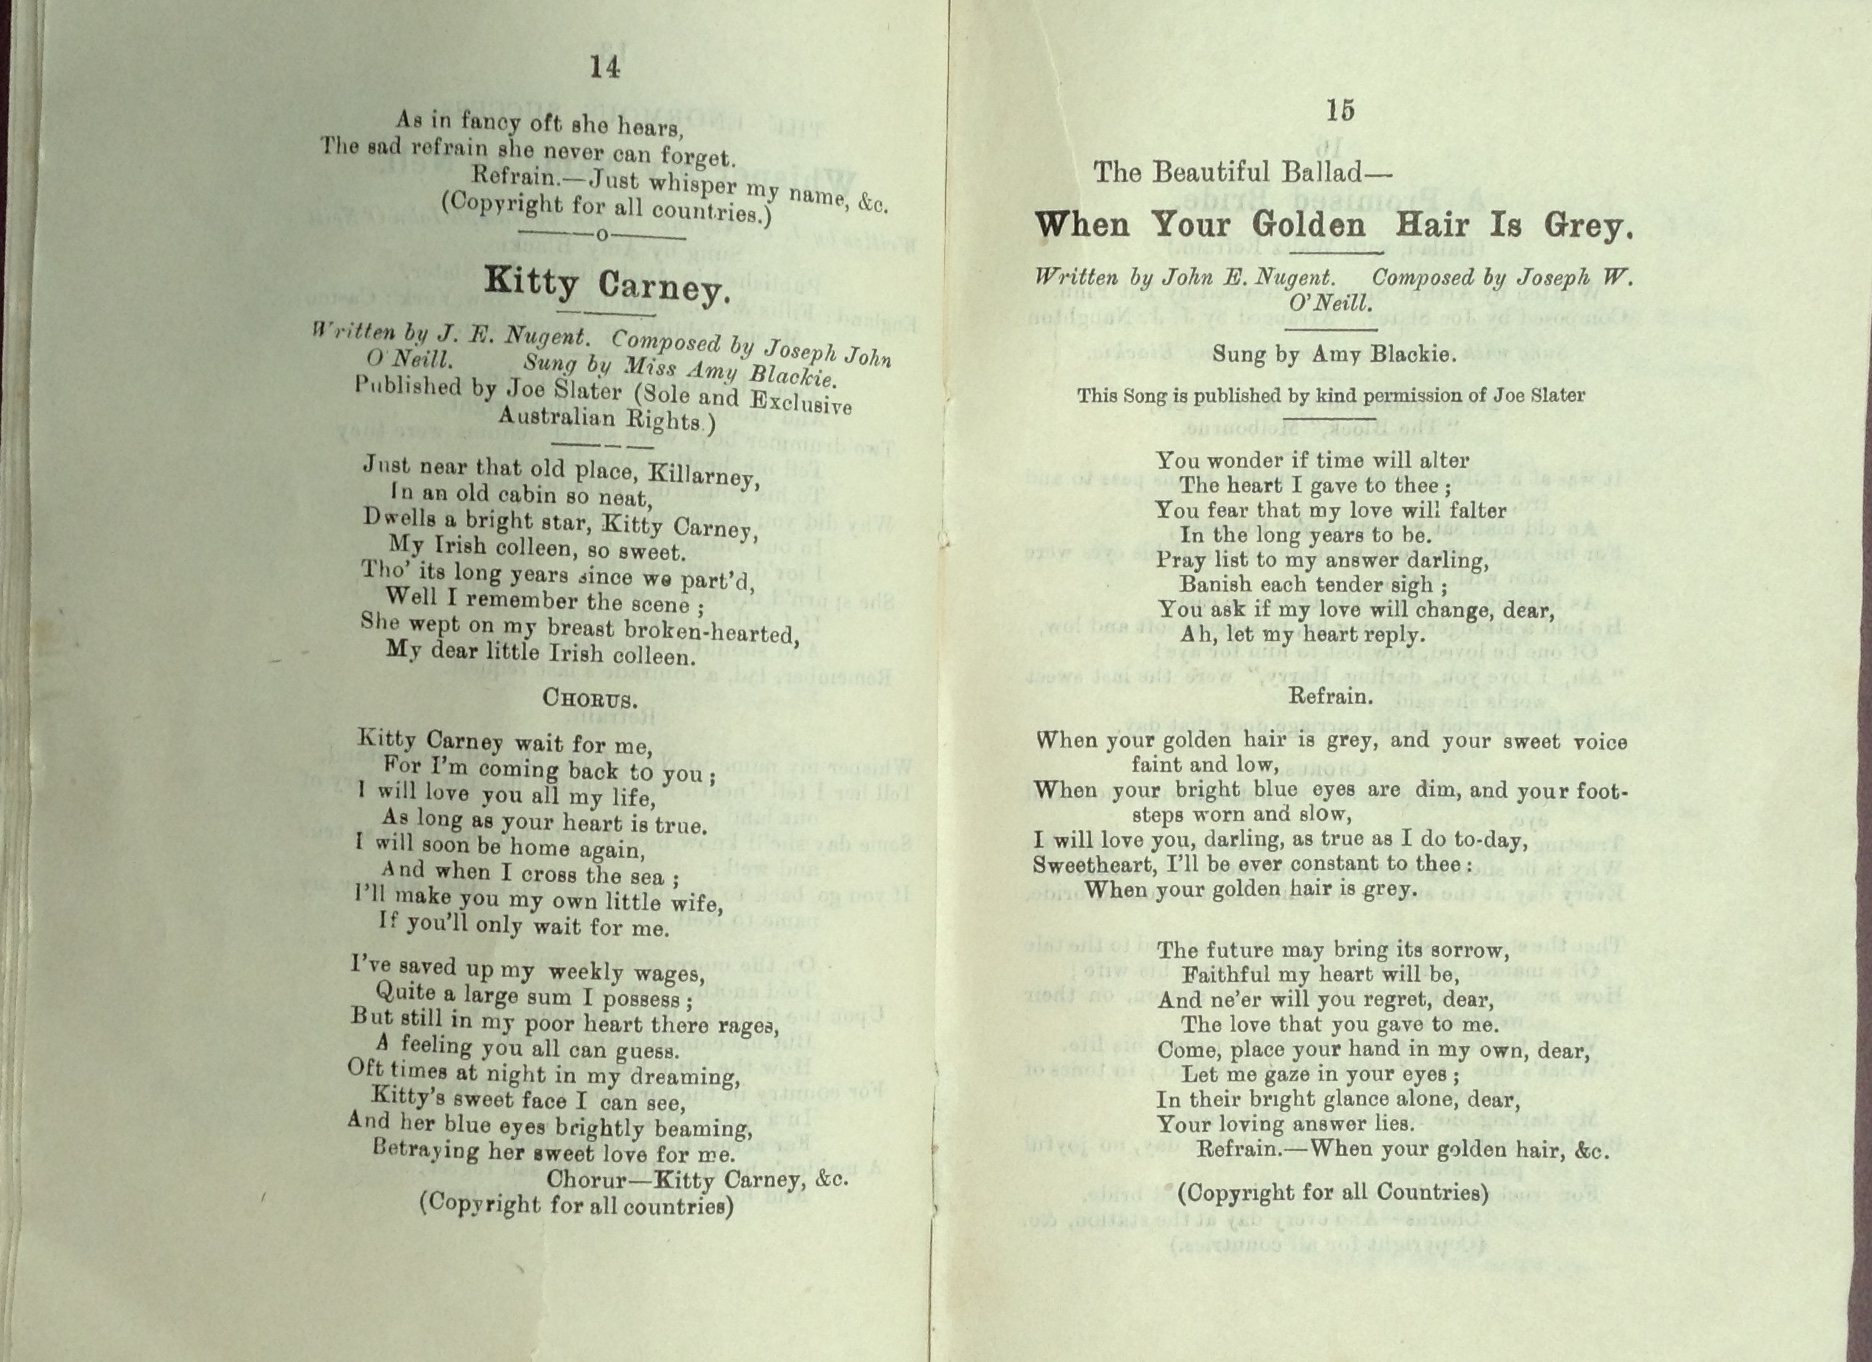 14
As in fancy oft she hears,
The sad refrain she never can forget.
Refrain.—Just whisper my name, &c.
(Copyright for all countries.)
o
Kitty Carney.
Written by J. E. Nugent. Composed by Joseph John
O'Neill. Sung by Miss Amy Blackie.
Published by Joe Slater (Sole and Exclusive
Australian Rights.)
Just near that old place, Killarney,
In an old cabin so neat,
Dwells a bright star, Kitty Carney,
My Irish colleen, so sweet.
Tho' its long years since we part'd,
Well I remember the scene ;
She wept on my breast broken-hearted,
My dear little Irish colleen.
CHORUS.
Kitty Carney wait for me,
For I'm coming back to you ;
I will love you all my life,
As long as your heart is true.
I will soon be home again,
And when I cross the sea ;
I'll make you my own little wife,
If you'll only wait for me.
I've saved up my weekly wages,
Quite a large sum I possess ;
But still in my poor heart there rages,
A feeling you all can guess.
Oft times at night in my dreaming,
Kitty's sweet face I can see,
And her blue eyes brightly beaming,
Betraying her sweet love for me.
Chorur—Kitty Carney, &c.
(Copyright for all countries)
15
The Beautiful Ballad—
When Your Golden Hair Is Grey.
Written by John E. Nugent. Composed by Joseph W.
O'Neill.
Sung by Amy Blackie.
This Song is published by kind permission of Joe Slater
You wonder if time will alter
The heart I gave to thee ;
You fear that my love will falter
In the long years to be.
Pray list to my answer darling,
Banish each tender sigh ;
You ask if my love will change, dear,
Ah, let my heart reply.
Refrain.
When your golden hair is grey, and your sweet voice
faint and low,
When your bright blue eyes are dim, and your foot-
steps worn and slow,
I will love you, darling, as true as I do to-day,
Sweetheart, I'll be ever constant to thee :
When your golden hair is grey.
The future may bring its sorrow,
Faithful my heart will be,
And ne'er will you regret, dear,
The love that you gave to me.
Come, place your hand in my own, dear,
Let me gaze in your eyes ;
In their bright glance alone, dear,
Your loving answer lies.
Refrain.—When your golden hair, &c.
(Copyright for all Countries)